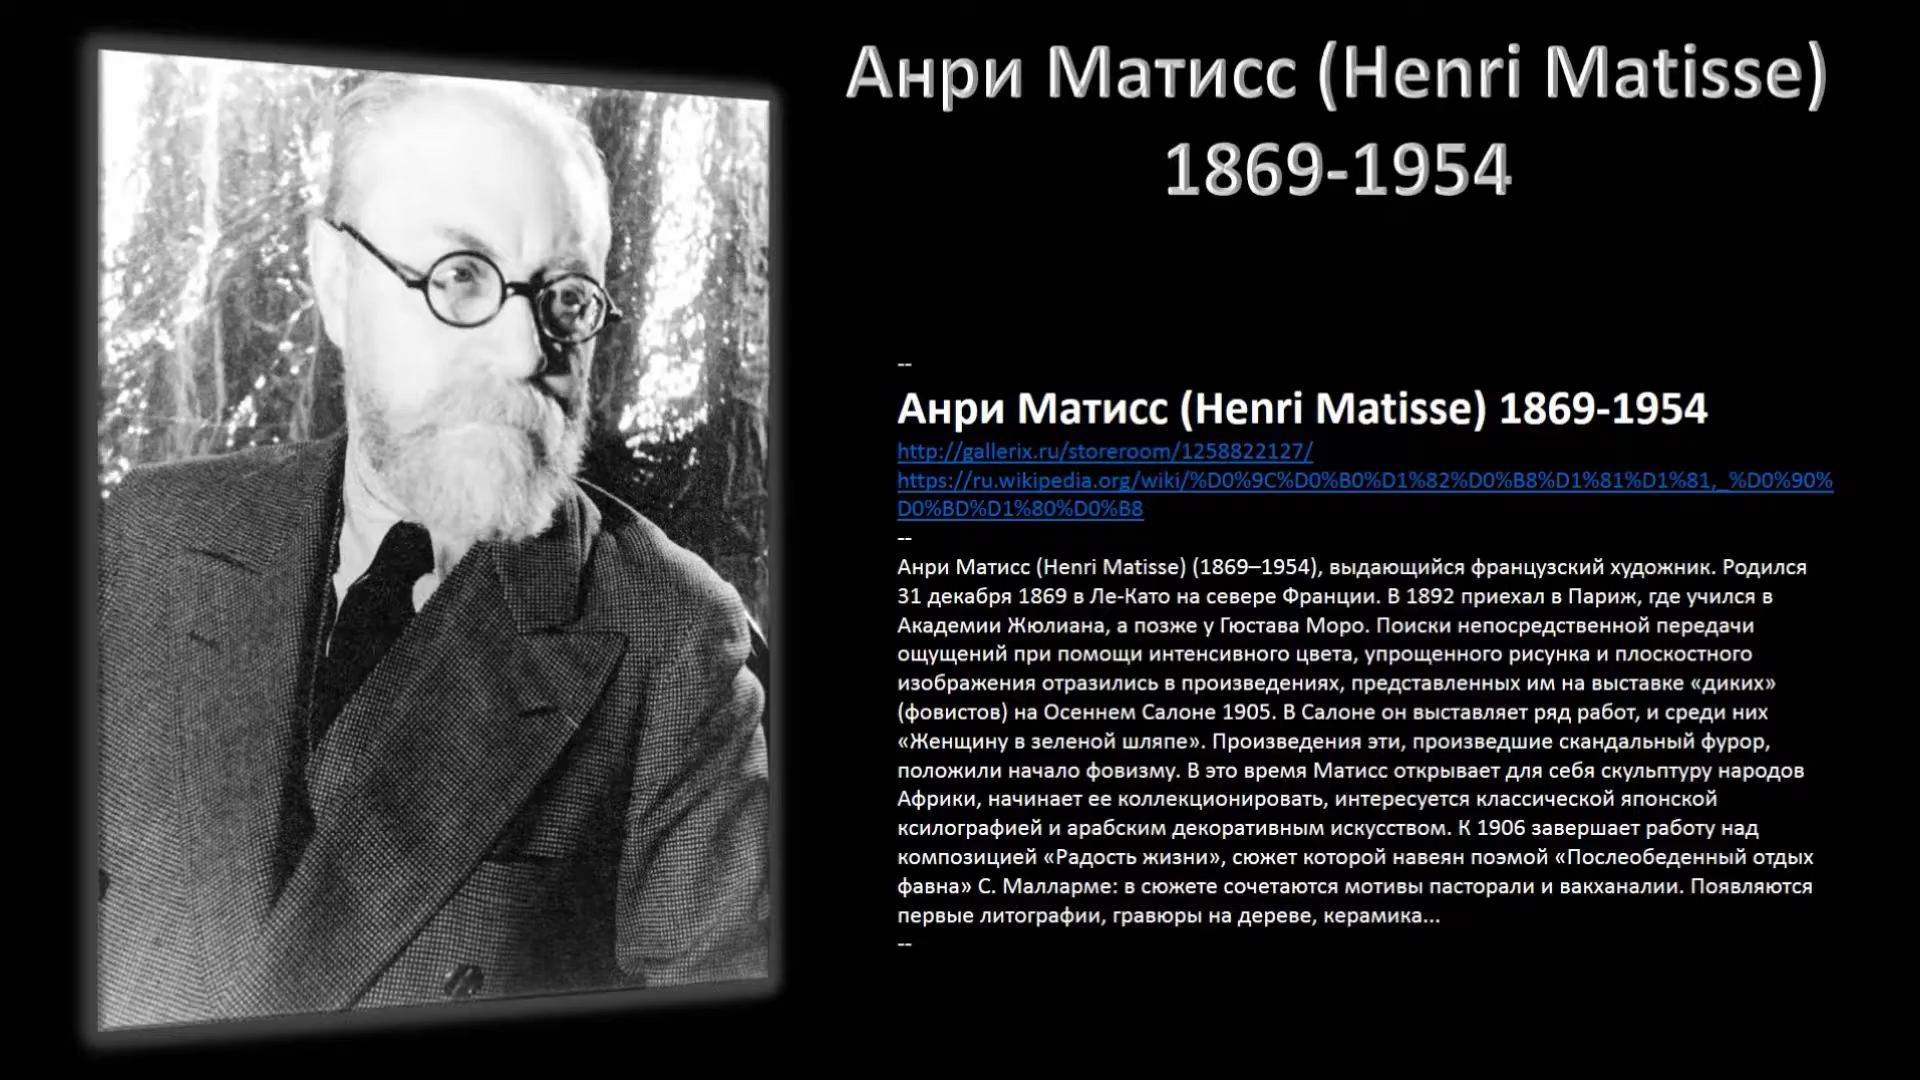 Анри Матисс (Henri Matisse)
1869-1954
--
Анри Матисс (Henri Matisse) 1869-1954
http://gallerix.ru/storeroom/1258822127/
https://ru.wikipedia.org/wiki/%D0%9C%D0%B0%D1%82%D0%B8%D1%81%D1%81,_%D0%90%
D0%BD%D1%80%D0%B8
--
Анри Матисс (Henri Matisse) (1869–1954), выдающийся французский художник. Родился
31 декабря 1869 в Ле-Като на севере Франции. В 1892 приехал в Париж, где учился в
Академии Жюлиана, а позже у Гюстава Моро. Поиски непосредственной передачи
ощущений при помощи интенсивного цвета, упрощенного рисунка и плоскостного
изображения отразились в произведениях, представленных им на выставке «диких»
(фовистов) на Осеннем Салоне 1905. В Салоне он выставляет ряд работ, и среди них
«Женщину в зеленой шляпе». Произведения эти, произведшие скандальный фурор,
положили начало фовизму. В это время Матисс открывает для себя скульптуру народов
Африки, начинает ее коллекционировать, интересуется классической японской
ксилографией и арабским декоративным искусством. К 1906 завершает работу над
композицией «Радость жизни», сюжет которой навеян поэмой «Послеобеденный отдых
фавна» С. Малларме: в сюжете сочетаются мотивы пасторали и вакханалии. Появляются
первые литографии, гравюры на дереве, керамика...
--